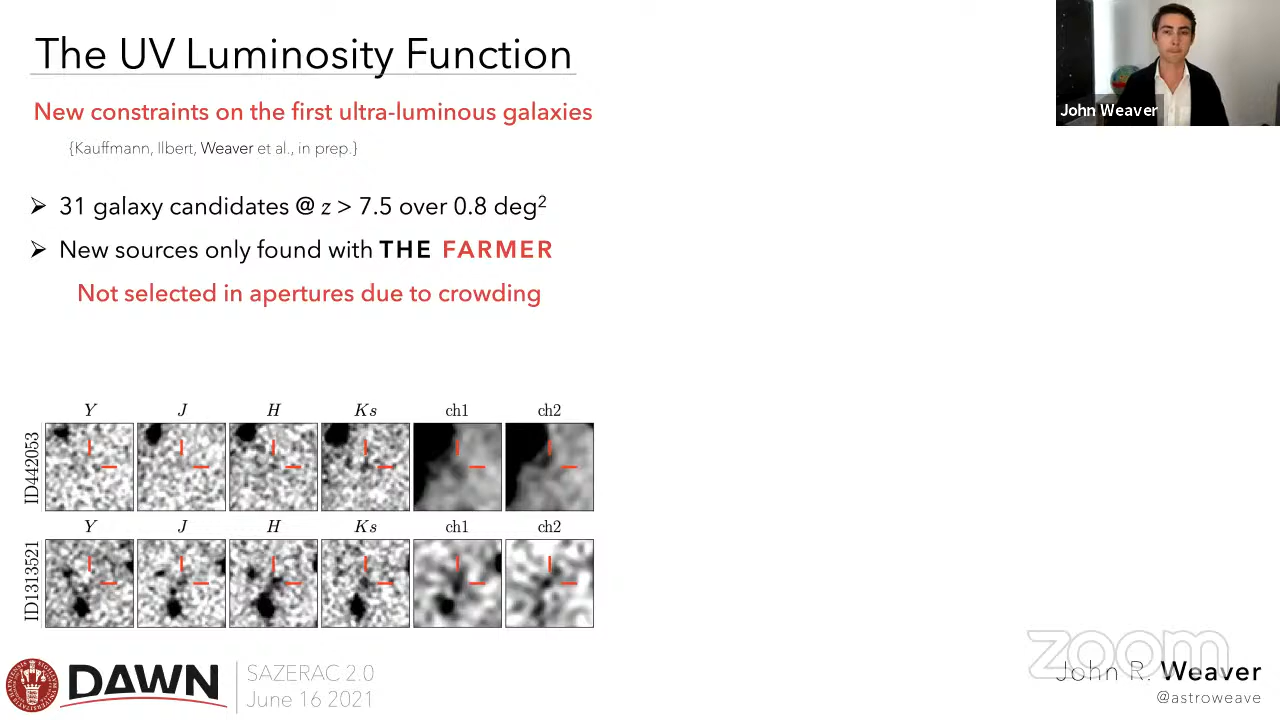 The UV Luminosity Function
New constraints on the first ultra-luminous galaxies
{Kauffmann, Ilbert, Weaver et al., in prep.}
➢ 31 galaxy candidates @ z > 7.5 over 0.8 deg²
➢ New sources only found with THE FARMER
Not selected in apertures due to crowding
John Weaver
Y J H Ks ch1 ch2
ID442053
Y J H Ks ch1 ch2
ID1313521
DAWN
SAZERAC 2.0
June 16 2021
zoom
John R. Weaver
@astroweave